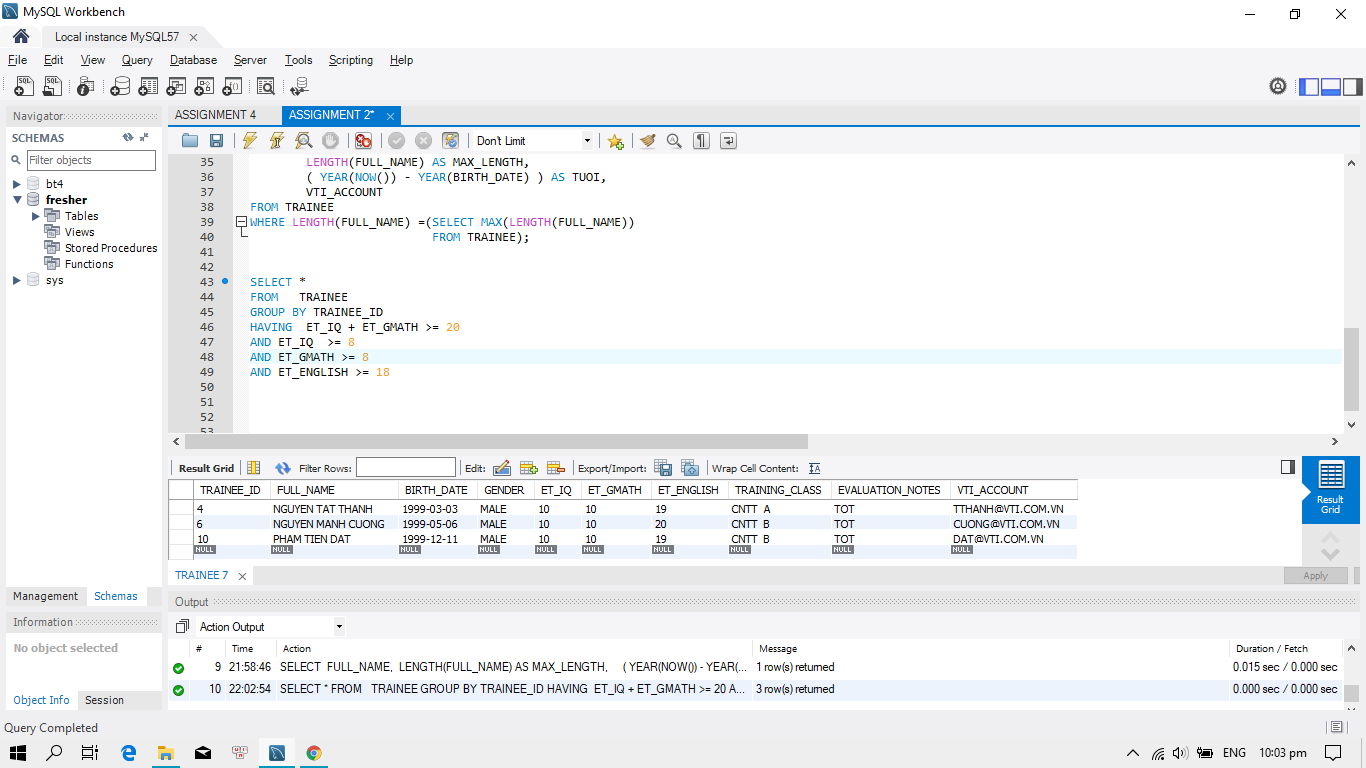 MySQL Workbench
Local instance MySQL57
File Edit View Query Database Server Tools Scripting Help
Navigator
SCHEMAS
Filter objects
bt4
fresher
Tables
Views
Stored Procedures
Functions
sys
Management Schemas
Information
No object selected
Object Info Session
ASSIGNMENT 4 ASSIGNMENT 2*
Don't Limit
35 LENGTH(FULL_NAME) AS MAX_LENGTH,
36 ( YEAR(NOW()) - YEAR(BIRTH_DATE) ) AS TUOI,
37 VTI_ACCOUNT
38 FROM TRAINEE
39 WHERE LENGTH(FULL_NAME) =(SELECT MAX(LENGTH(FULL_NAME))
40 FROM TRAINEE);
41
42
43 SELECT *
44 FROM TRAINEE
45 GROUP BY TRAINEE_ID
46 HAVING ET_IQ + ET_GMATH >= 20
47 AND ET_IQ >= 8
48 AND ET_GMATH >= 8
49 AND ET_ENGLISH >= 18
50
51
52
53
Result Grid Filter Rows: Edit: Export/Import: Wrap Cell Content:
TRAINEE_ID FULL_NAME BIRTH_DATE GENDER ET_IQ ET_GMATH ET_ENGLISH TRAINING_CLASS EVALUATION_NOTES VTI_ACCOUNT
4 NGUYEN TAT THANH 1999-03-03 MALE 10 10 19 CNTT A TOT TTHANH@VTI.COM.VN
6 NGUYEN MANH CUONG 1999-05-06 MALE 10 10 20 CNTT B TOT CUONG@VTI.COM.VN
10 PHAM TIEN DAT 1999-12-11 MALE 10 10 19 CNTT B TOT DAT@VTI.COM.VN
NULL NULL NULL NULL NULL NULL NULL NULL NULL NULL
Result
Grid
TRAINEE 7
Apply
Output
Action Output
# Time Action Message Duration / Fetch
9 21:58:46 SELECT FULL_NAME, LENGTH(FULL_NAME) AS MAX_LENGTH, ( YEAR(NOW()) - YEAR(... 1 row(s) returned 0.015 sec / 0.000 sec
10 22:02:54 SELECT * FROM TRAINEE GROUP BY TRAINEE_ID HAVING ET_IQ + ET_GMATH >= 20 A... 3 row(s) returned 0.000 sec / 0.000 sec
Query Completed
ENG 10:03 pm